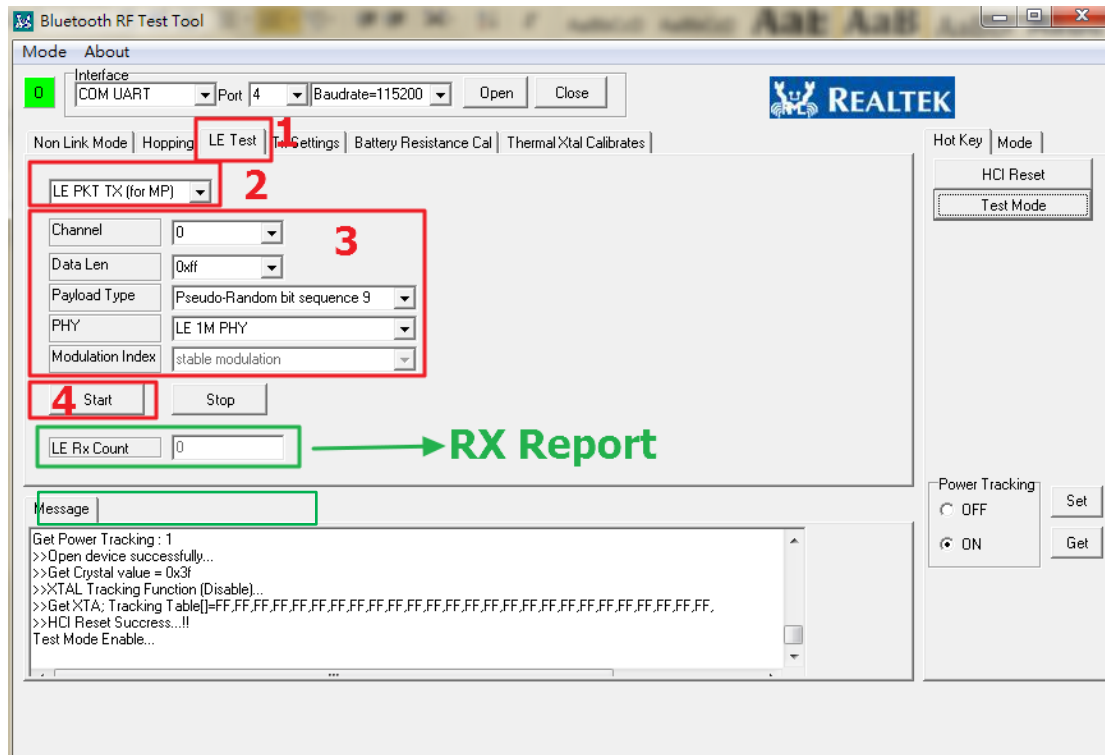 Bluetooth RF Test Tool
Mode About
Interface
0 COM UART Port 4 Baudrate=115200 Open Close
REALTEK
1
Non Link Mode Hopping LE Test Settings Battery Resistance Cal Thermal Xtal Calibrates
Hot Key Mode
HCI Reset
Test Mode
LE PKT TX (for MP) 2
3
Channel 0
Data Len 0xff
Payload Type Pseudo-Random bit sequence 9
PHY LE 1M PHY
Modulation Index stable modulation
4 Start Stop
LE Rx Count 0 RX Report
Power Tracking
OFF Set
ON Get
Message
Get Power Tracking : 1
>>Open device successfully...
>>Get Crystal value = 0x3f
>>XTAL Tracking Function (Disable)...
>>Get XTA; Tracking Table[]=FF,FF,FF,FF,FF,FF,FF,FF,FF,FF,FF,FF,FF,FF,FF,FF,FF,FF,FF,FF,FF,FF,FF,FF,FF,FF,
>>HCI Reset Succress...!!
Test Mode Enable...